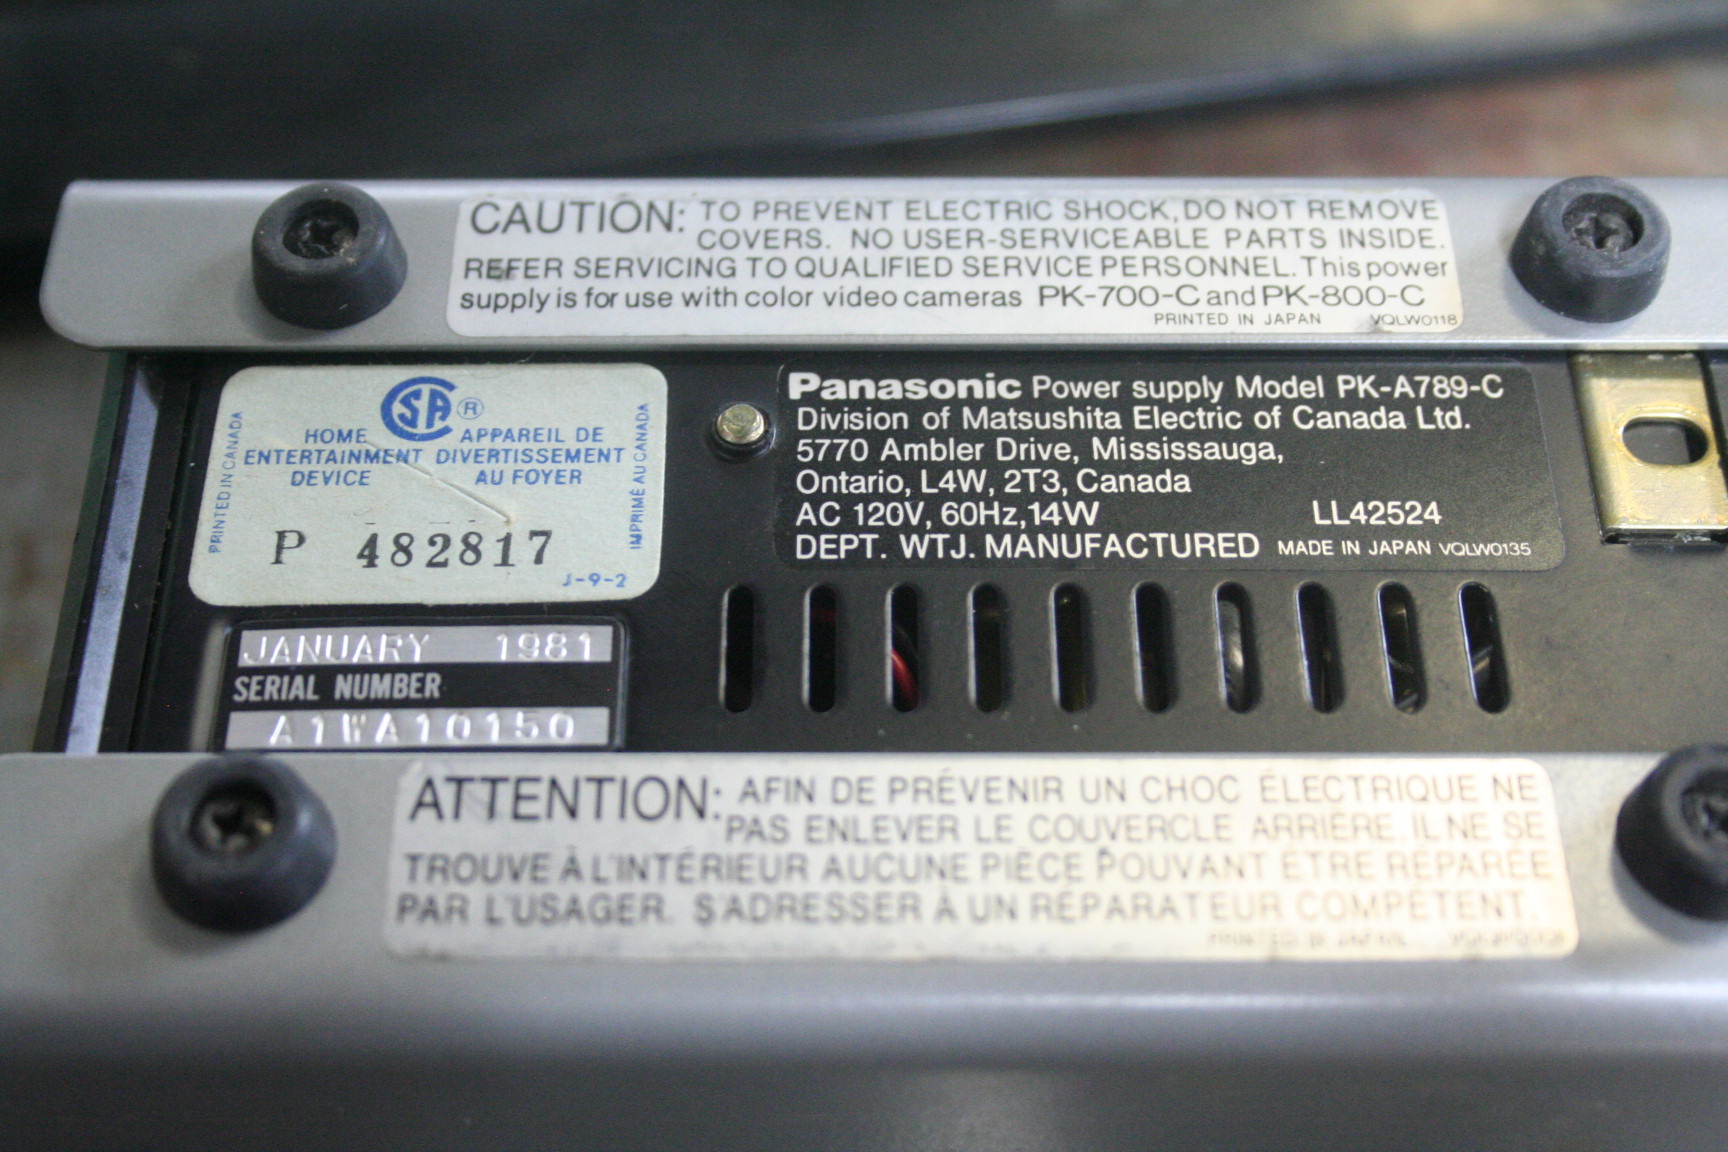 CAUTION: TO PREVENT ELECTRIC SHOCK, DO NOT REMOVE
COVERS. NO USER-SERVICEABLE PARTS INSIDE.
REFER SERVICING TO QUALIFIED SERVICE PERSONNEL. This power
supply is for use with color video cameras PK-700-C and PK-800-C
PRINTED IN JAPAN VQLW0118
PRINTED IN CANADA
SA ®
HOME APPAREIL DE
ENTERTAINMENT DIVERTISSEMENT
DEVICE AU FOYER
IMPRIMÉ AU CANADA
P 482817
J-9-2
Panasonic Power supply Model PK-A789-C
Division of Matsushita Electric of Canada Ltd.
5770 Ambler Drive, Mississauga,
Ontario, L4W, 2T3, Canada
AC 120V, 60Hz, 14W LL42524
DEPT. WTJ. MANUFACTURED MADE IN JAPAN VQLW0135
JANUARY 1981
SERIAL NUMBER
A1WA10150
ATTENTION: AFIN DE PRÉVENIR UN CHOC ÉLECTRIQUE NE
PAS ENLEVER LE COUVERCLE ARRIÈRE. IL NE SE
TROUVE À L'INTÉRIEUR AUCUNE PIÈCE POUVANT ÊTRE RÉPARÉE
PAR L'USAGER. S'ADRESSER À UN RÉPARATEUR COMPÉTENT.
PRINTED IN JAPAN